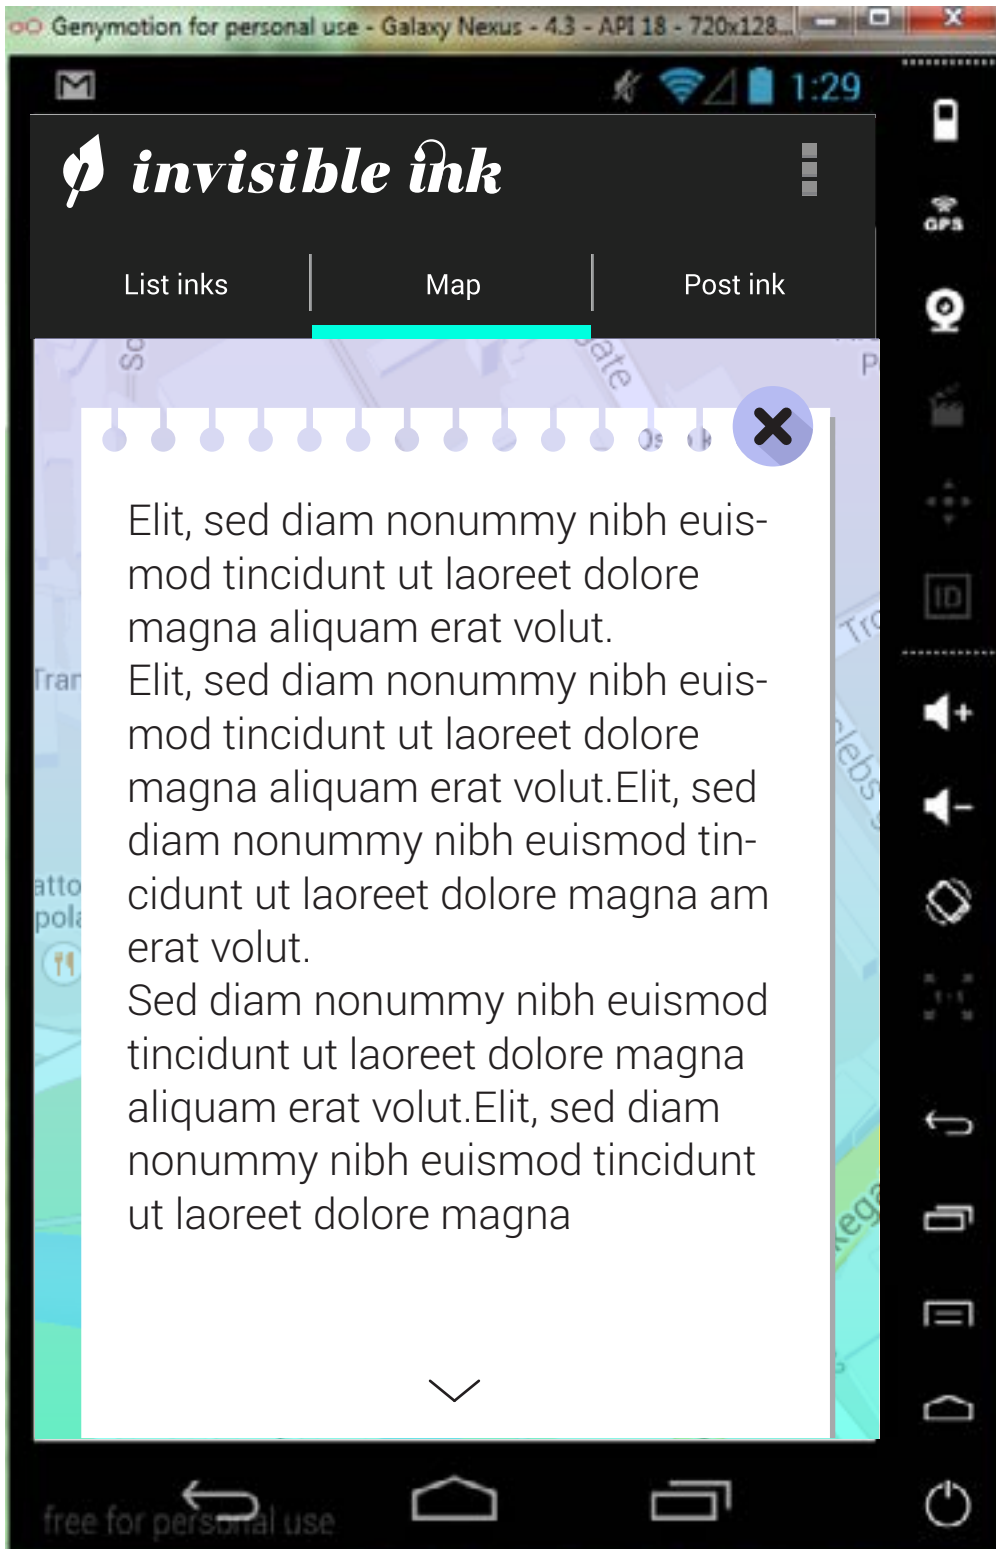 Genymotion for personal use - Galaxy Nexus - 4.3 - API 18 - 720x128...
1:29
invisible ink
List inks
Map
Post ink
GPS
ID
Elit, sed diam nonummy nibh euis-
mod tincidunt ut laoreet dolore
magna aliquam erat volut.
Elit, sed diam nonummy nibh euis-
mod tincidunt ut laoreet dolore
magna aliquam erat volut.Elit, sed
diam nonummy nibh euismod tin-
cidunt ut laoreet dolore magna am
erat volut.
Sed diam nonummy nibh euismod
tincidunt ut laoreet dolore magna
aliquam erat volut.Elit, sed diam
nonummy nibh euismod tincidunt
ut laoreet dolore magna
1:1
free for personal use